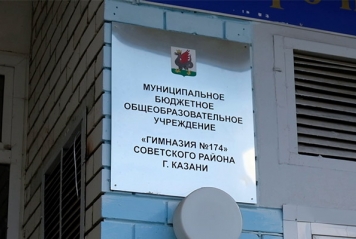 МУНИЦИПАЛЬНОЕ
БЮДЖЕТНОЕ
ОБЩЕОБРАЗОВАТЕЛЬНОЕ
УЧРЕЖДЕНИЕ
«ГИМНАЗИЯ №174»
СОВЕТСКОГО РАЙОНА
Г. КАЗАНИ